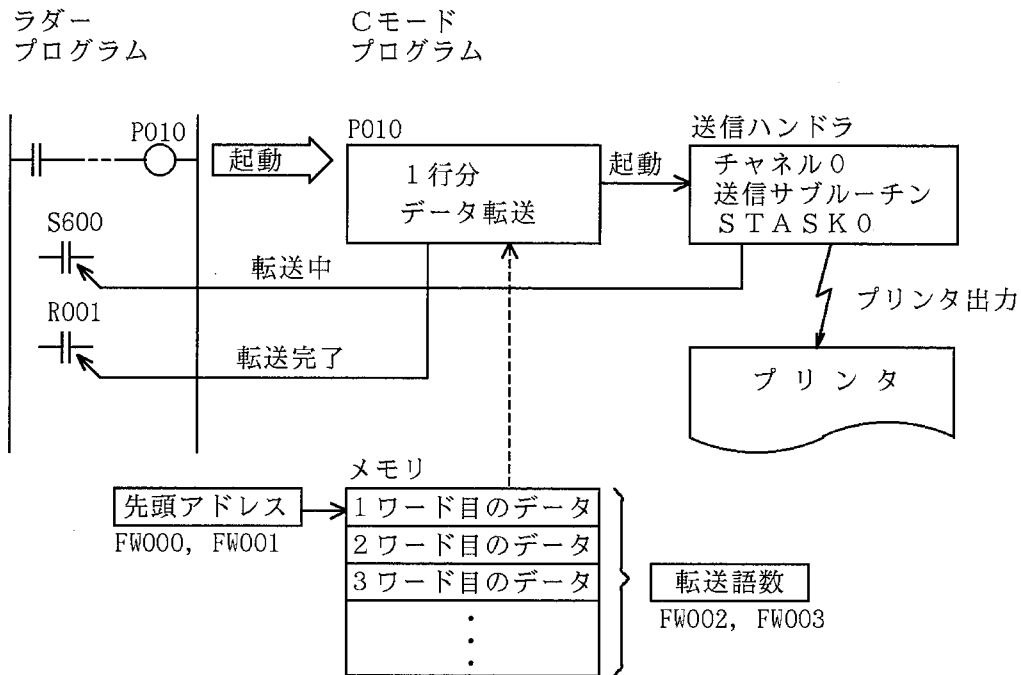 ラダー
プログラム
Cモード
プログラム
P010
起動
P010
1行分
データ転送
起動
送信ハンドラ
チャネル0
送信サブルーチン
STASK0
S600
転送中
R001
転送完了
プリンタ出力
プリンタ
メモリ
先頭アドレス
FW000, FW001
1ワード目のデータ
2ワード目のデータ
3ワード目のデータ
・
・
・
転送語数
FW002, FW003